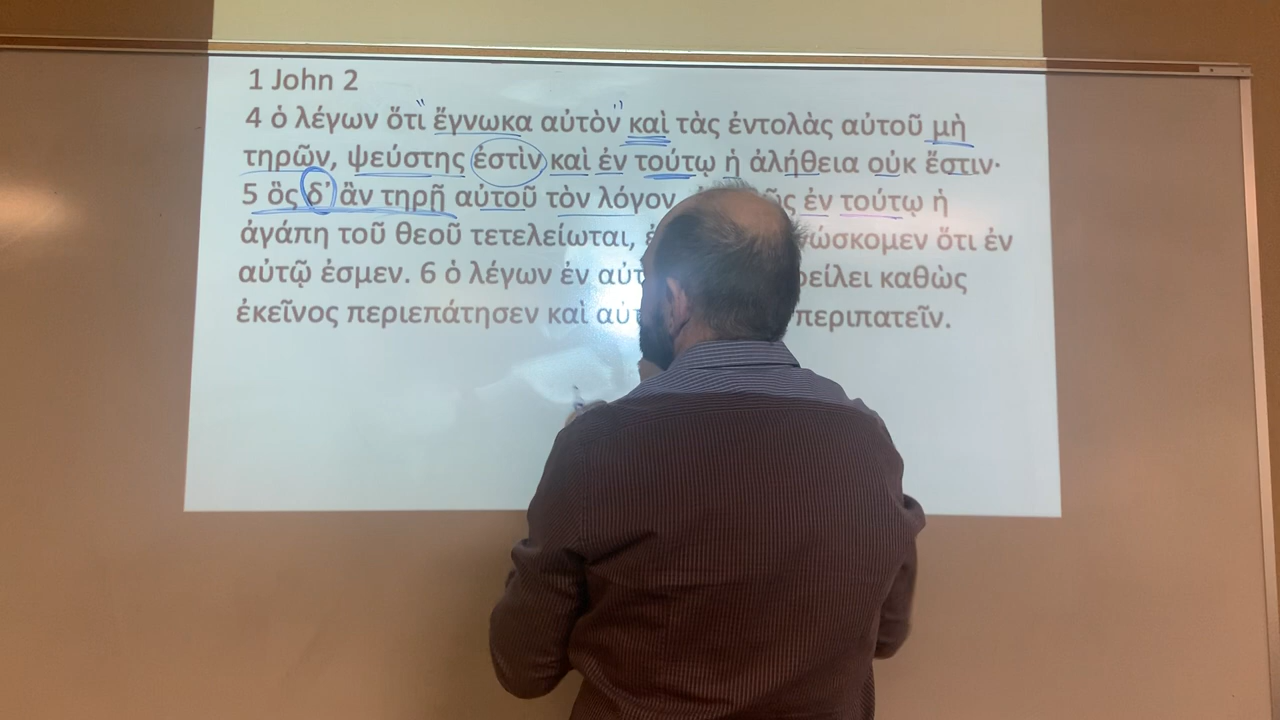 1 John 2
4 ὁ λέγων ὅτι ἔγνωκα αὐτὸν καὶ τὰς ἐντολὰς αὐτοῦ μὴ
τηρῶν, ψεύστης ἐστὶν καὶ ἐν τούτῳ ἡ ἀλήθεια οὐκ ἔστιν·
5 ὃς δ’ ἂν τηρῇ αὐτοῦ τὸν λόγον ἐν τούτῳ ἡ
ἀγάπη τοῦ θεοῦ τετελείωται, ὅτι ἐν
αὐτῷ ἐσμεν. 6 ὁ λέγων ἐν καθὼς
ἐκεῖνος περιεπάτησεν καὶ περιπατεῖν.